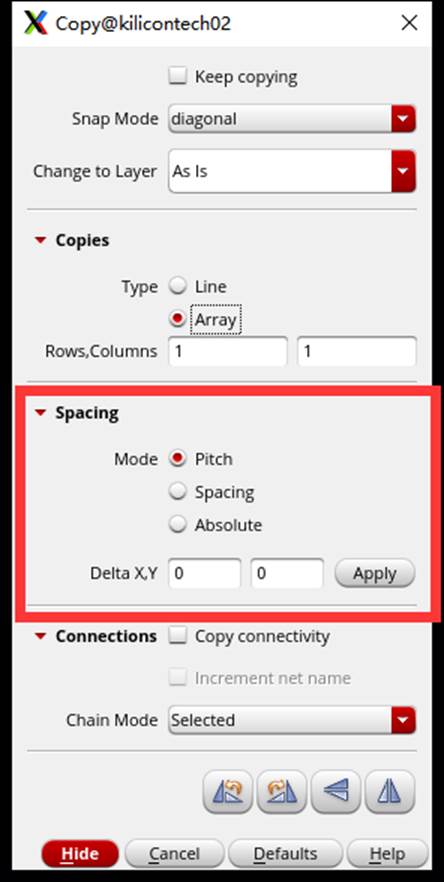 Copy@kilicontech02
Keep copying
Snap Mode diagonal
Change to Layer As Is
Copies
Type Line
Array
Rows,Columns 1 1
Spacing
Mode Pitch
Spacing
Absolute
Delta X,Y 0 0 Apply
Connections Copy connectivity
Increment net name
Chain Mode Selected
Hide Cancel Defaults Help